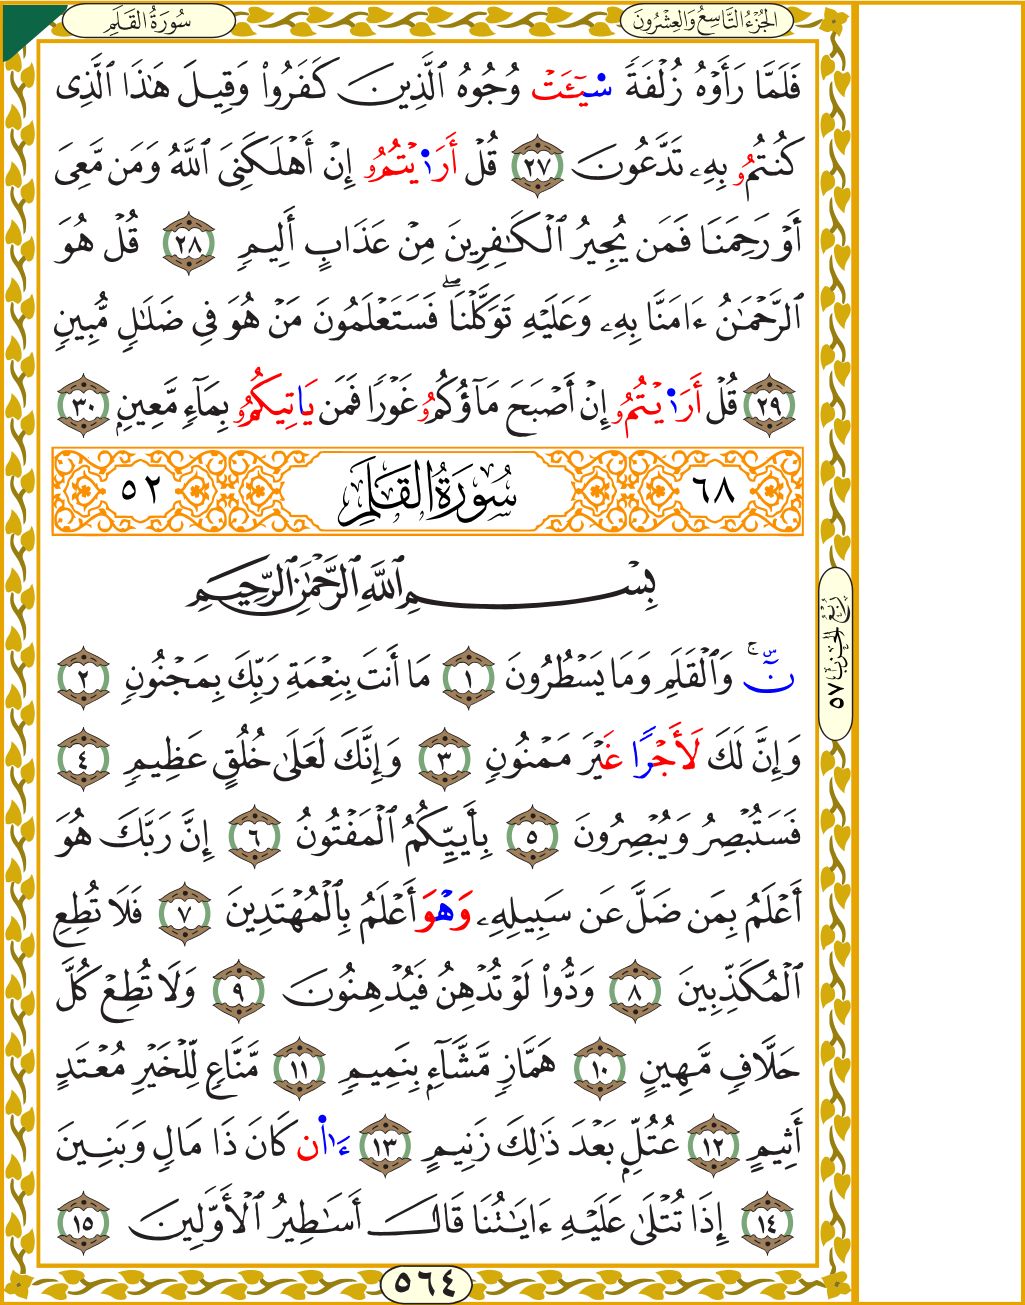 سُورَةُ القَلَمِ
الجُزْءُ التَّاسِعُ وَالعِشْرُونَ
فَلَمَّا رَأَوْهُ زُلْفَةً سِيٓـَٔتْ وُجُوهُ ٱلَّذِينَ كَفَرُوا۟ وَقِيلَ هَـٰذَا ٱلَّذِى
كُنتُمُۥ بِهِۦ تَدَّعُونَ ٢٧ قُلْ أَرَاٰيْتُمُۥ إِنْ أَهْلَكَنِىَ ٱللَّهُ وَمَن مَّعِىَ
أَوْ رَحِمَنَا فَمَن يُجِيرُ ٱلْكَـٰفِرِينَ مِنْ عَذَابٍ أَلِيمٍ ٢٨ قُلْ هُوَ
ٱلرَّحْمَـٰنُ ءَامَنَّا بِهِۦ وَعَلَيْهِ تَوَكَّلْنَا ۖ فَسَتَعْلَمُونَ مَنْ هُوَ فِى ضَلَـٰلٍ مُّبِينٍ
٢٩ قُلْ أَرَاٰيْتُمُۥ إِنْ أَصْبَحَ مَآؤُكُمُۥ غَوْرًا فَمَن يَاتِيكُمُۥ بِمَآءٍ مَّعِينٍ ٣٠
٦٨ سُورَةُ القَلَمِ ٥٢
بِسْمِ ٱللَّهِ ٱلرَّحْمَـٰنِ ٱلرَّحِيمِ
نٓ ۚ وَٱلْقَلَمِ وَمَا يَسْطُرُونَ ١ مَا أَنتَ بِنِعْمَةِ رَبِّكَ بِمَجْنُونٍ ٢
وَإِنَّ لَكَ لَأَجْرًا غَيْرَ مَمْنُونٍ ٣ وَإِنَّكَ لَعَلَىٰ خُلُقٍ عَظِيمٍ ٤
فَسَتُبْصِرُ وَيُبْصِرُونَ ٥ بِأَييِّكُمُ ٱلْمَفْتُونُ ٦ إِنَّ رَبَّكَ هُوَ
أَعْلَمُ بِمَن ضَلَّ عَن سَبِيلِهِۦ وَهْوَ أَعْلَمُ بِٱلْمُهْتَدِينَ ٧ فَلَا تُطِعِ
ٱلْمُكَذِّبِينَ ٨ وَدُّوا۟ لَوْ تُدْهِنُ فَيُدْهِنُونَ ٩ وَلَا تُطِعْ كُلَّ
حَلَّافٍ مَّهِينٍ ١٠ هَمَّازٍ مَّشَّآءٍ بِنَمِيمٍ ١١ مَّنَّاعٍ لِّلْخَيْرِ مُعْتَدٍ
أَثِيمٍ ١٢ عُتُلٍّ بَعْدَ ذَٰلِكَ زَنِيمٍ ١٣ ءَا۬ن كَانَ ذَا مَالٍ وَبَنِينَ
١٤ إِذَا تُتْلَىٰ عَلَيْهِ ءَايَـٰتُنَا قَالَ أَسَـٰطِيرُ ٱلْأَوَّلِينَ ١٥
رُبْعُ الحِزْبِ ٥٧
٥٦٤